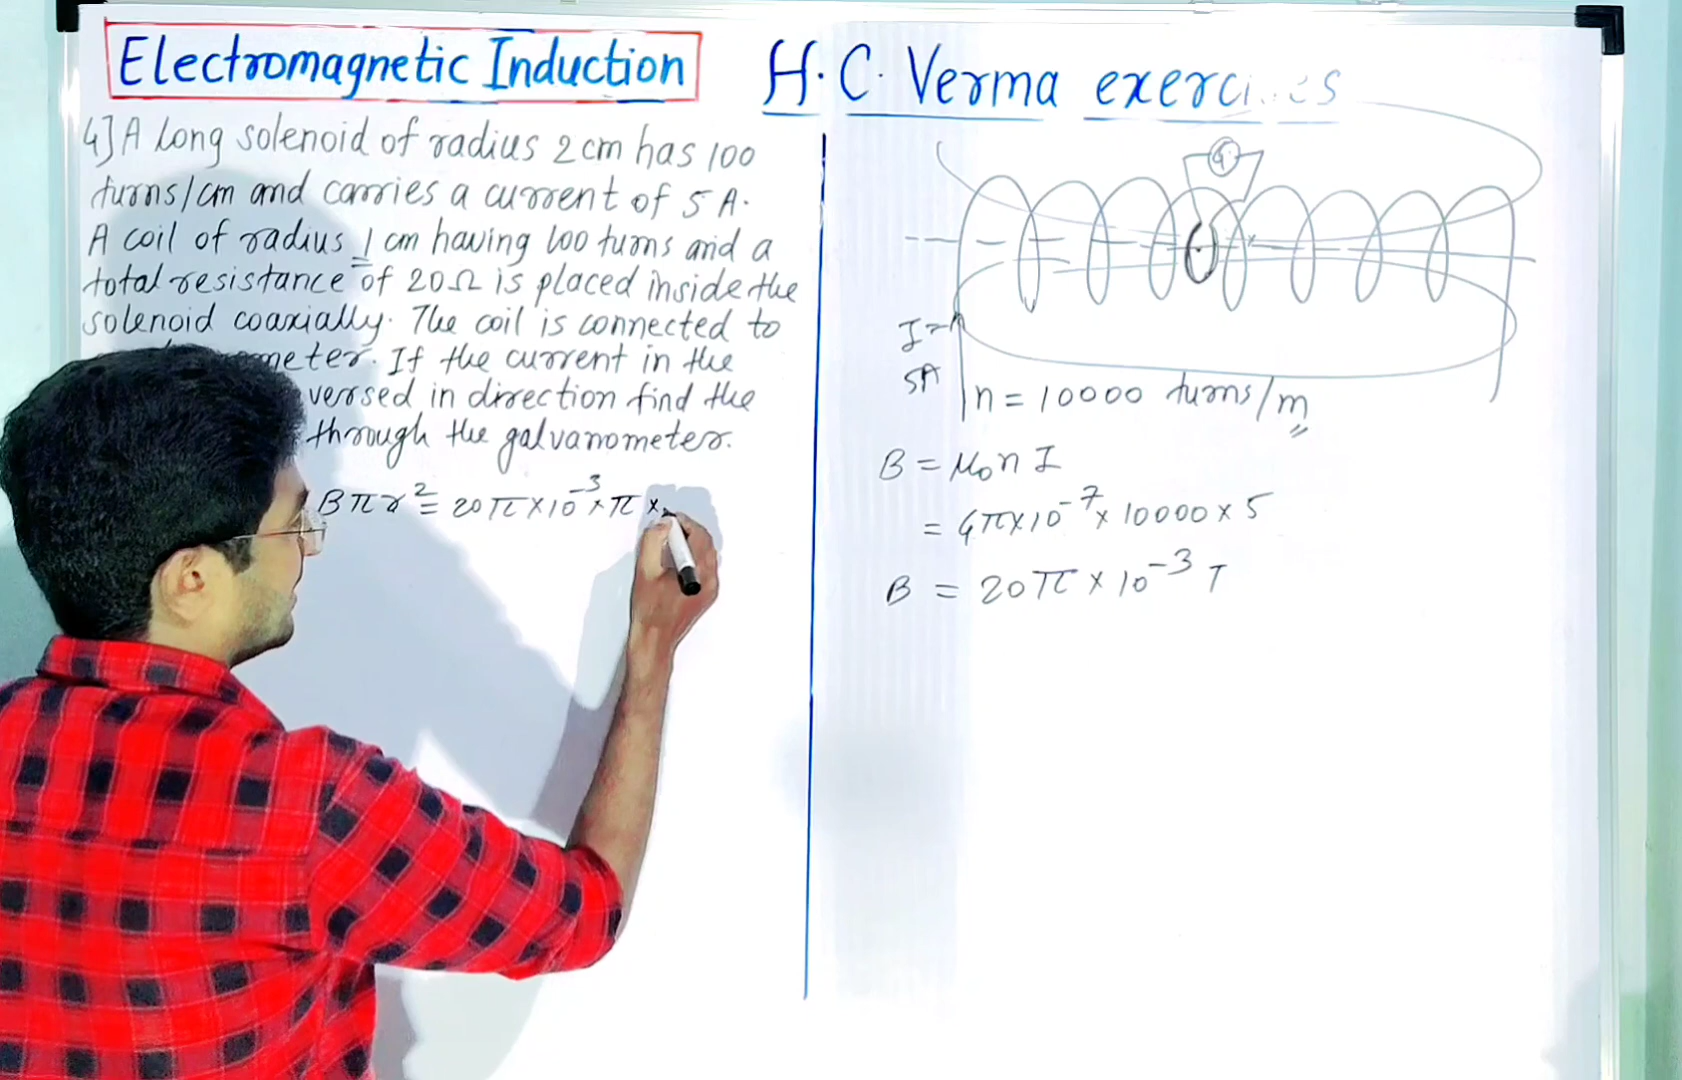 Electromagnetic Induction
H.C. Verma exercises
4] A long solenoid of radius 2 cm has 100
turns/cm and carries a current of 5 A.
A coil of radius 1 cm having 100 turns and a
total resistance of 20Ω is placed inside the
solenoid coaxially. The coil is connected to
meter. If the current in the
versed in direction find the
through the galvanometer.
Bπr² = 20π×10⁻³×π×
G
I=
5A
n = 10000 turns/m
B = μ₀nI
= 4π×10⁻⁷×10000×5
B = 20π×10⁻³ T